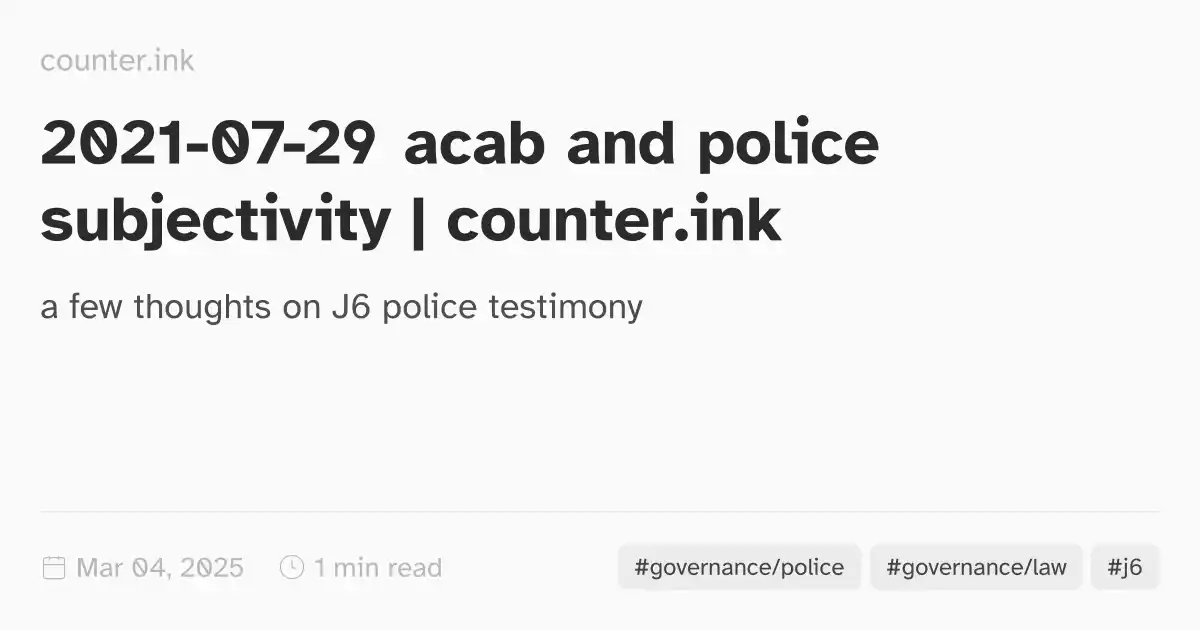 counter.ink
2021-07-29 acab and police
subjectivity | counter.ink
a few thoughts on J6 police testimony
Mar 04, 2025 1 min read #governance/police #governance/law #j6